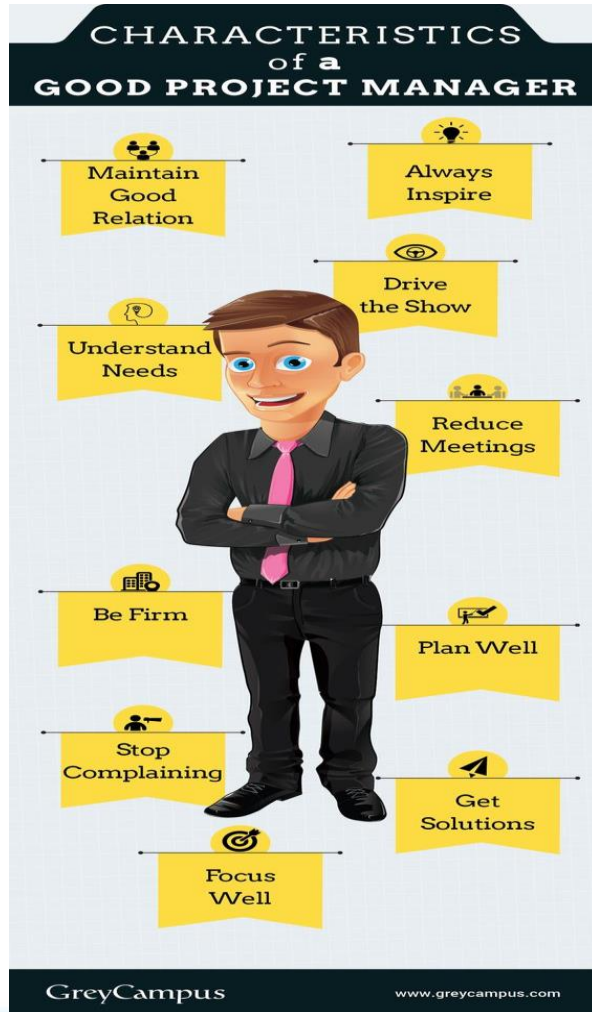 CHARACTERISTICS
of a
GOOD PROJECT MANAGER
Maintain
Good
Relation
Always
Inspire
Drive
the Show
Understand
Needs
Reduce
Meetings
Be Firm
Plan Well
Stop
Complaining
Get
Solutions
Focus
Well
GreyCampus
www.greycampus.com